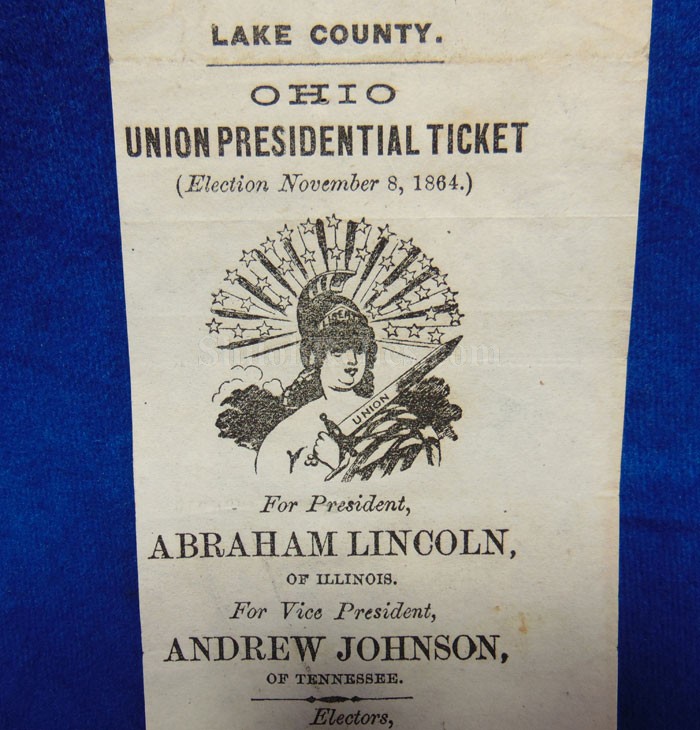 LAKE COUNTY.
OHIO
UNION PRESIDENTIAL TICKET
(Election November 8, 1864.)
LIBERTY
UNION
For President,
ABRAHAM LINCOLN,
OF ILLINOIS.
For Vice President,
ANDREW JOHNSON,
OF TENNESSEE.
Electors,